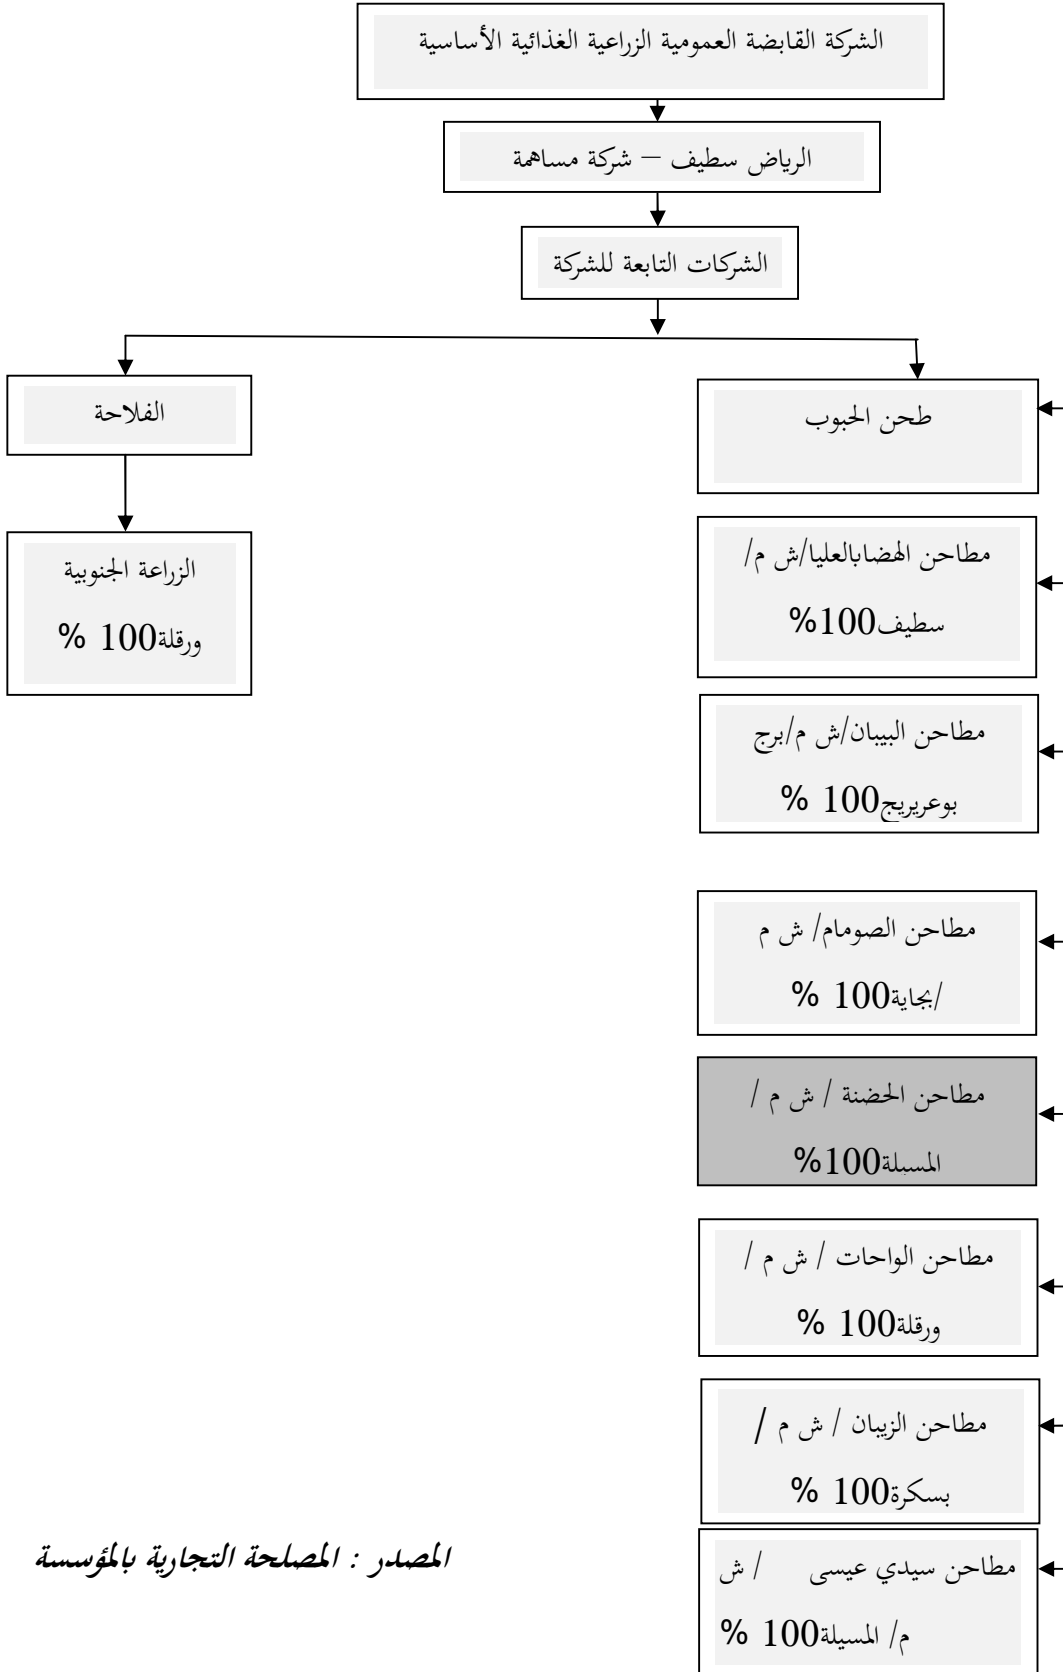 الشركة القابضة العمومية الزراعية الغذائية الأساسية
الرياض سطيف – شركة مساهمة
الشركات التابعة للشركة
طحن الحبوب
الفلاحة
مطاحن الهضابالعليا/ش م/
سطيف100%
الزراعة الجنوبية
ورقلة100 %
مطاحن البيبان/ش م/برج
بوعريريج100 %
مطاحن الصومام/ ش م
/بجاية100 %
مطاحن الحضنة / ش م /
المسبلة100%
مطاحن الواحات / ش م /
ورقلة100 %
مطاحن الزيبان / ش م /
بسكرة100 %
مطاحن سيدي عيسى / ش
م/ المسيلة100 %
المصدر : المصلحة التجارية بالمؤسسة